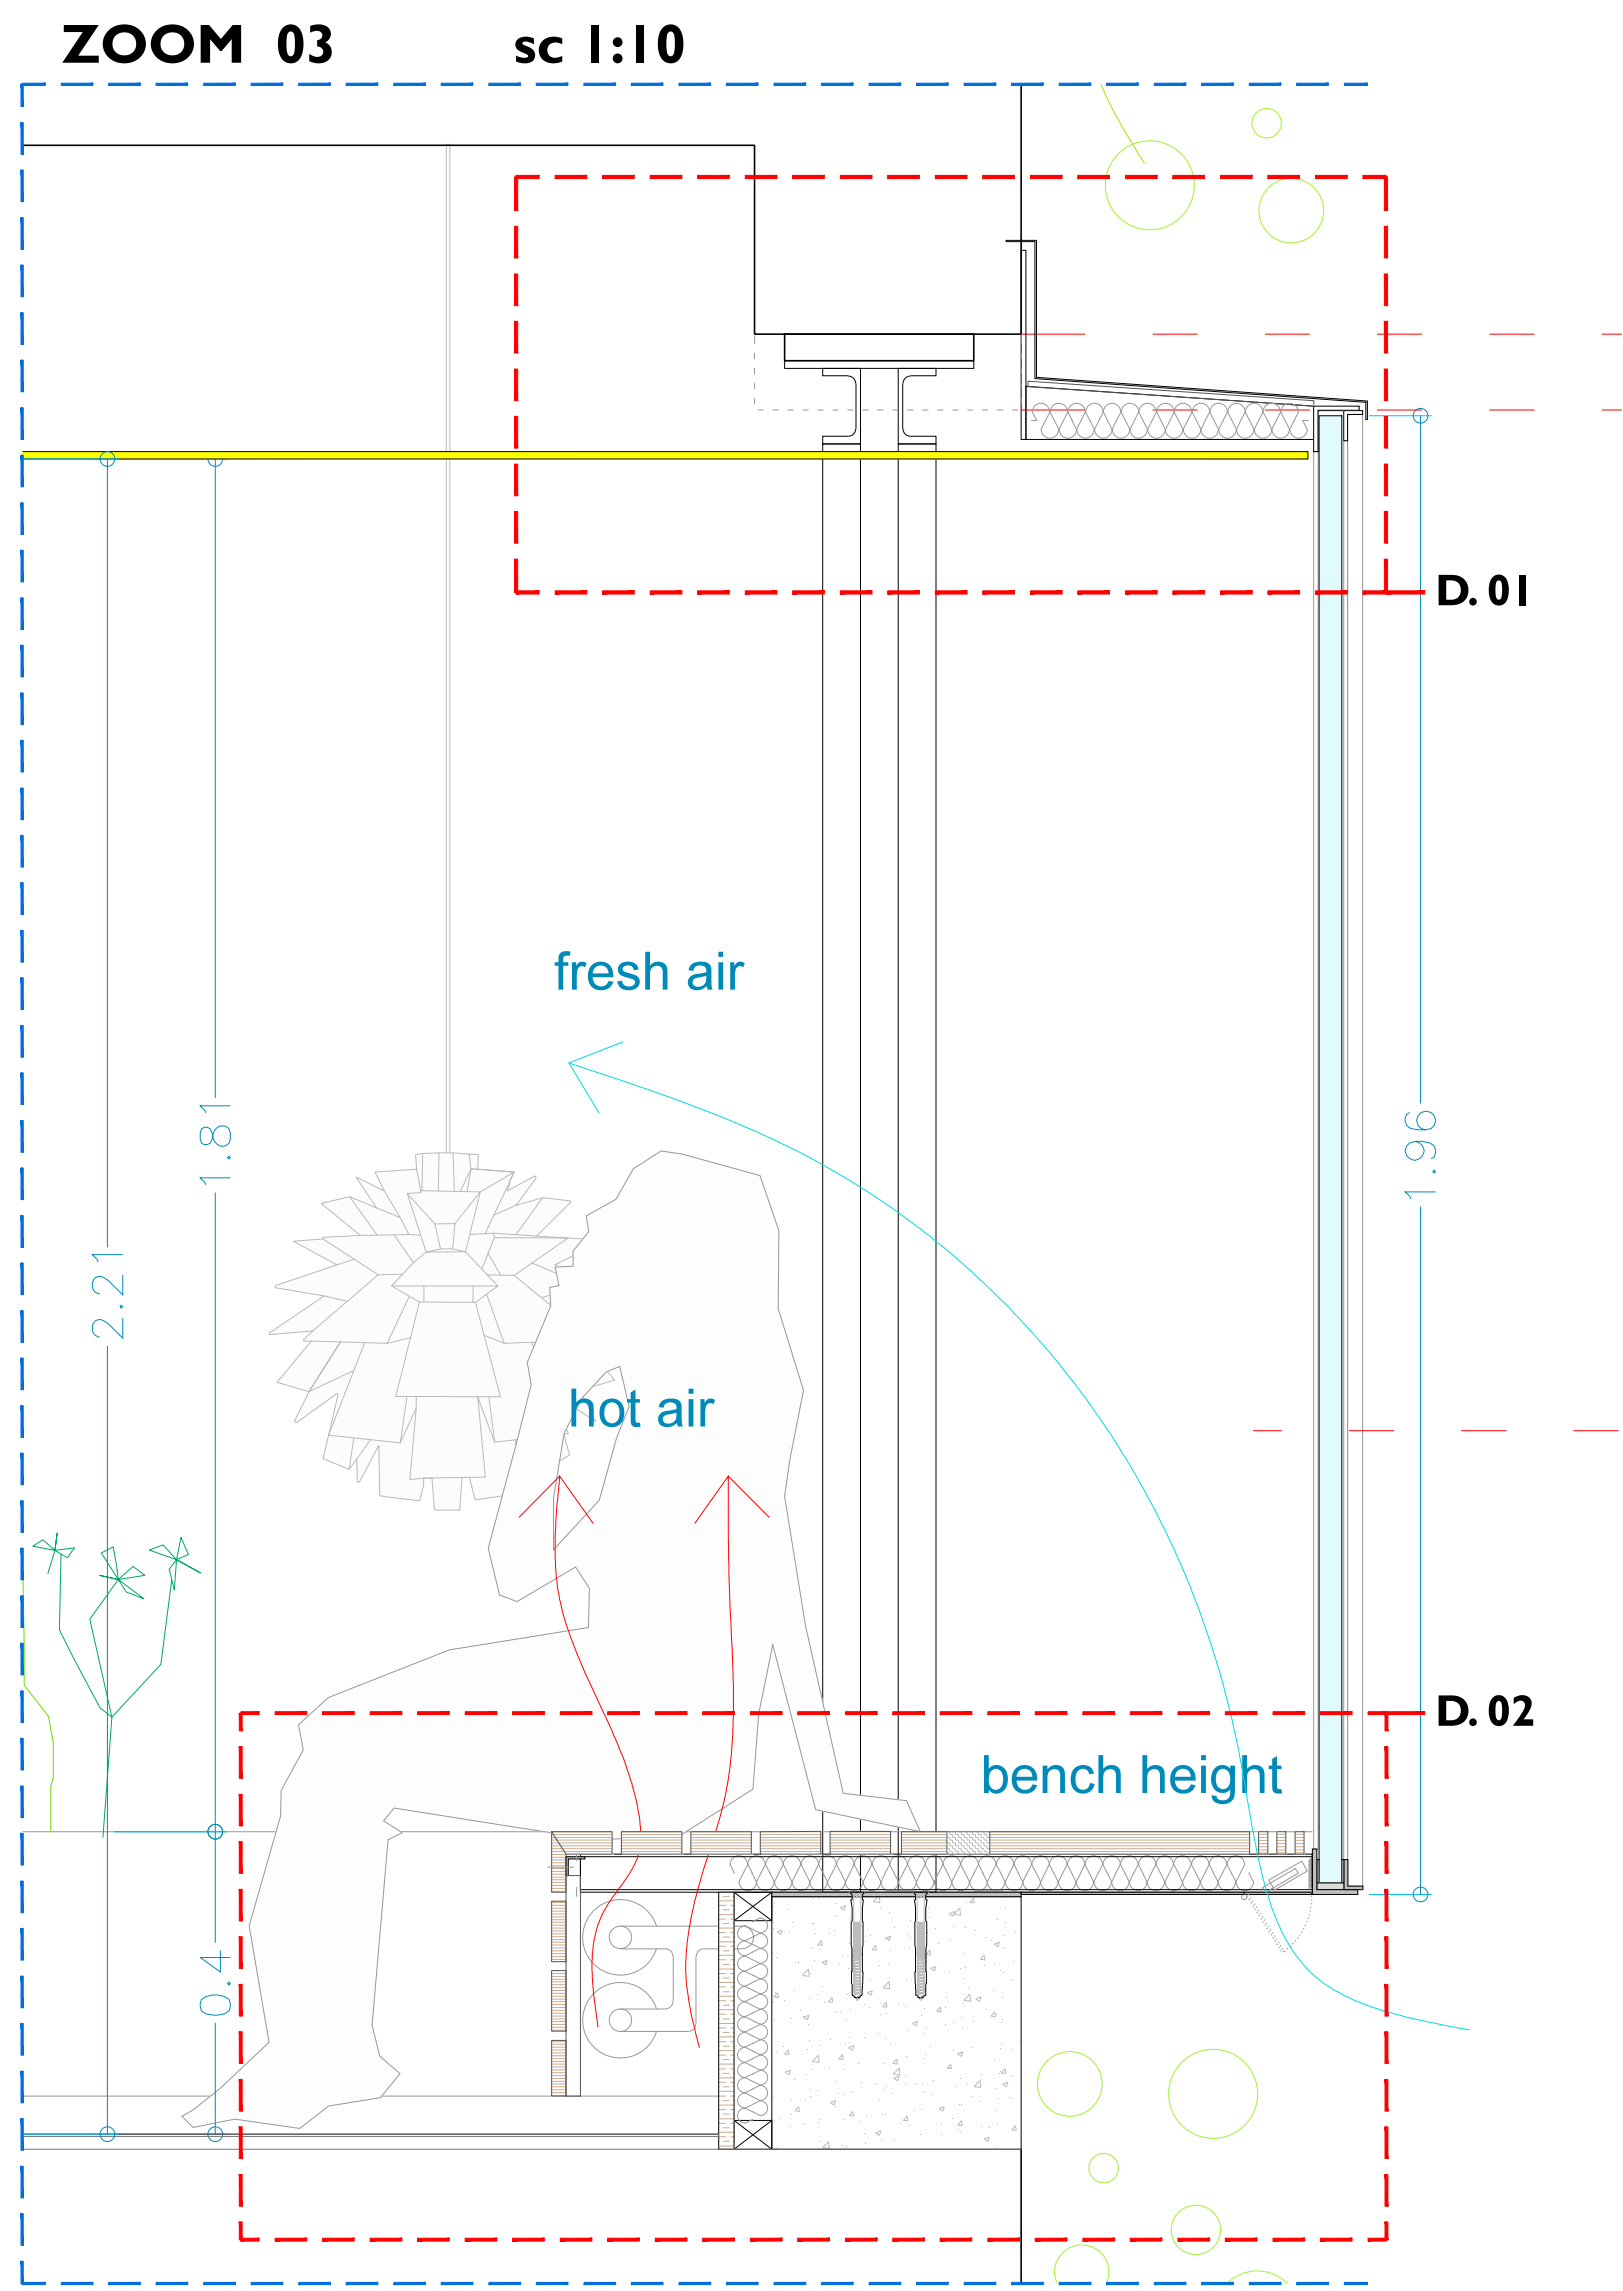 ZOOM 03 sc 1:10
D.01
fresh air
1.81
1.96
2.21
hot air
D.02
bench height
0.4